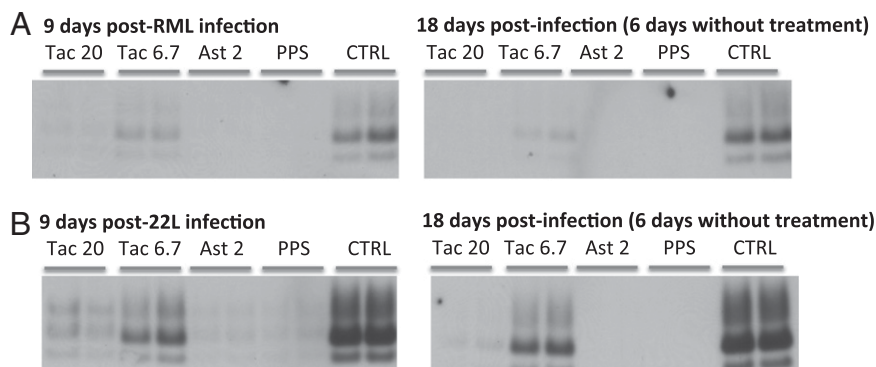 A 9 days post-RML infection
18 days post-infection (6 days without treatment)
Tac 20 Tac 6.7 Ast 2 PPS CTRL
Tac 20 Tac 6.7 Ast 2 PPS CTRL
B 9 days post-22L infection
18 days post-infection (6 days without treatment)
Tac 20 Tac 6.7 Ast 2 PPS CTRL
Tac 20 Tac 6.7 Ast 2 PPS CTRL